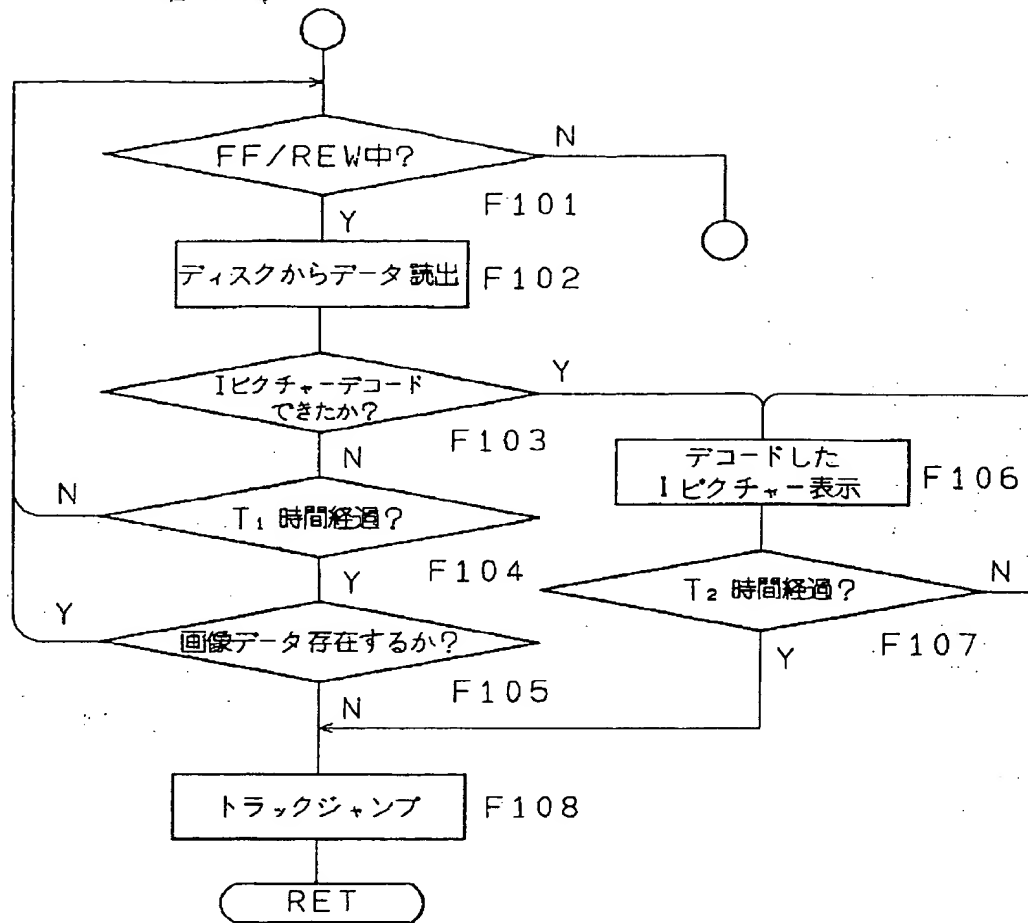 FF/REW中?
N
F101
Y
ディスクからデータ読出
F102
Iピクチャーデコード
できたか?
Y
F103
N
デコードした
Iピクチャー表示
F106
T₁ 時間経過?
N
F104
Y
T₂ 時間経過?
N
F107
Y
画像データ存在するか?
Y
F105
N
トラックジャンプ
F108
RET